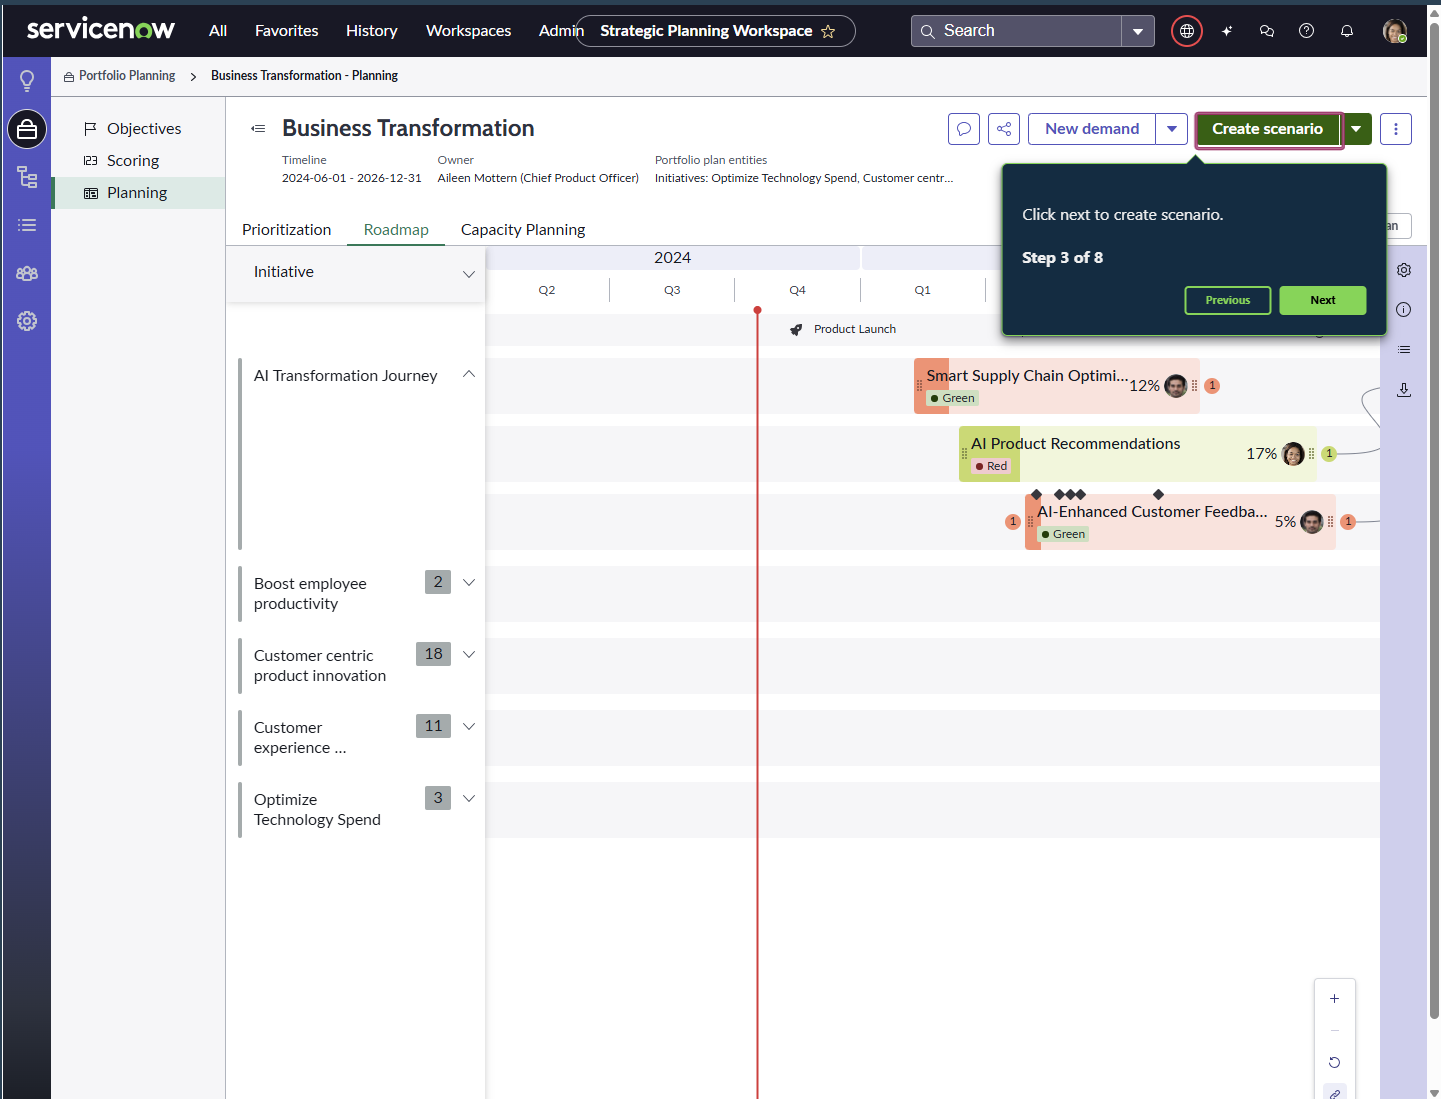 servicenow
All
Favorites
History
Workspaces
Admin
Strategic Planning Workspace
Search
Portfolio Planning
Business Transformation - Planning
Objectives
Scoring
Planning
Business Transformation
New demand
Create scenario
Timeline
2024-06-01 - 2026-12-31
Owner
Aileen Mottern (Chief Product Officer)
Portfolio plan entities
Initiatives: Optimize Technology Spend, Customer centr...
Click next to create scenario.
Step 3 of 8
Previous
Next
Prioritization
Roadmap
Capacity Planning
Initiative
2024
Q2
Q3
Q4
Q1
Product Launch
AI Transformation Journey
Smart Supply Chain Optimi...
12%
1
Green
AI Product Recommendations
17%
1
Red
1
AI-Enhanced Customer Feedba...
5%
1
Green
Boost employee
productivity
2
Customer centric
product innovation
18
Customer
experience ...
11
Optimize
Technology Spend
3